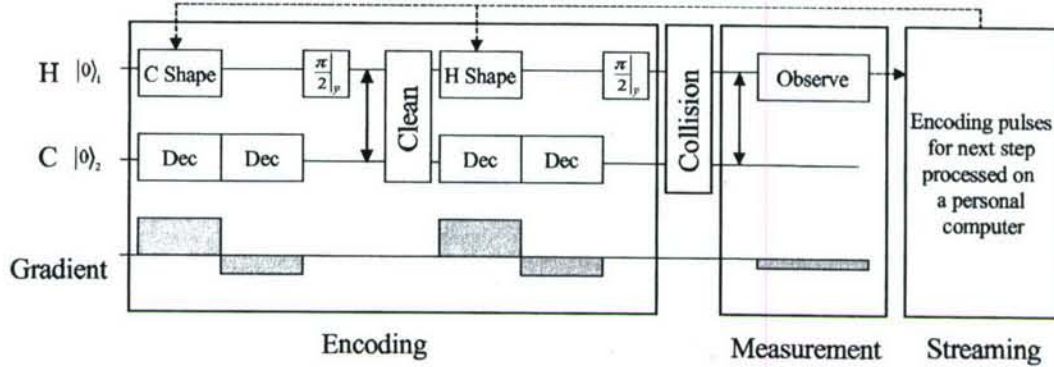 H |0⟩₁ C Shape π/2|y Clean H Shape π/2|y Collision Observe
C |0⟩₂ Dec Dec Dec Dec
Encoding pulses
for next step
processed on
a personal
computer
Gradient
Encoding Measurement Streaming